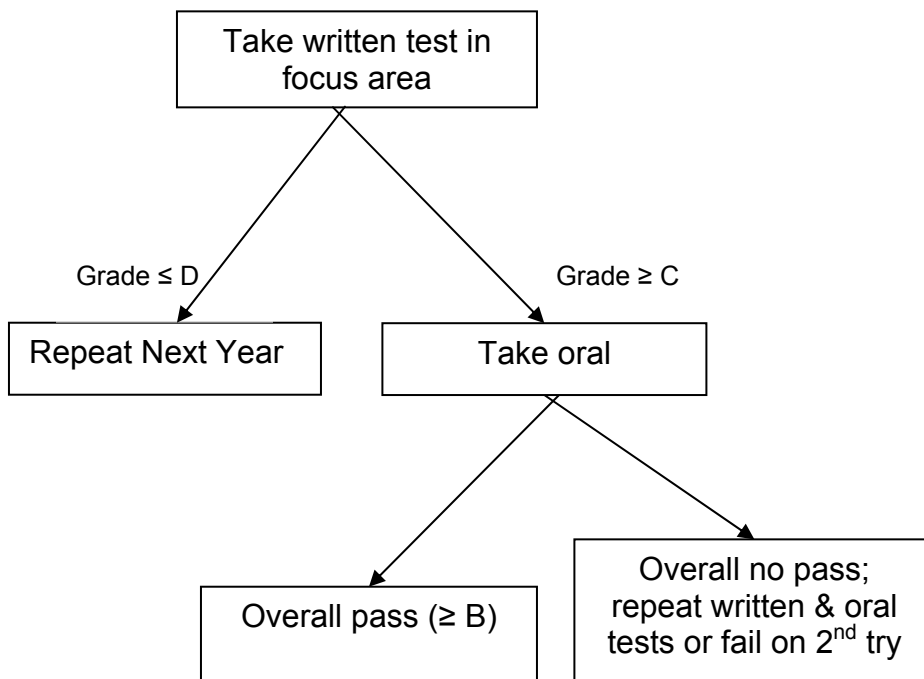 Take written test in
focus area
Grade ≤ D
Grade ≥ C
Repeat Next Year
Take oral
Overall pass (≥ B)
Overall no pass;
repeat written & oral
tests or fail on 2nd try